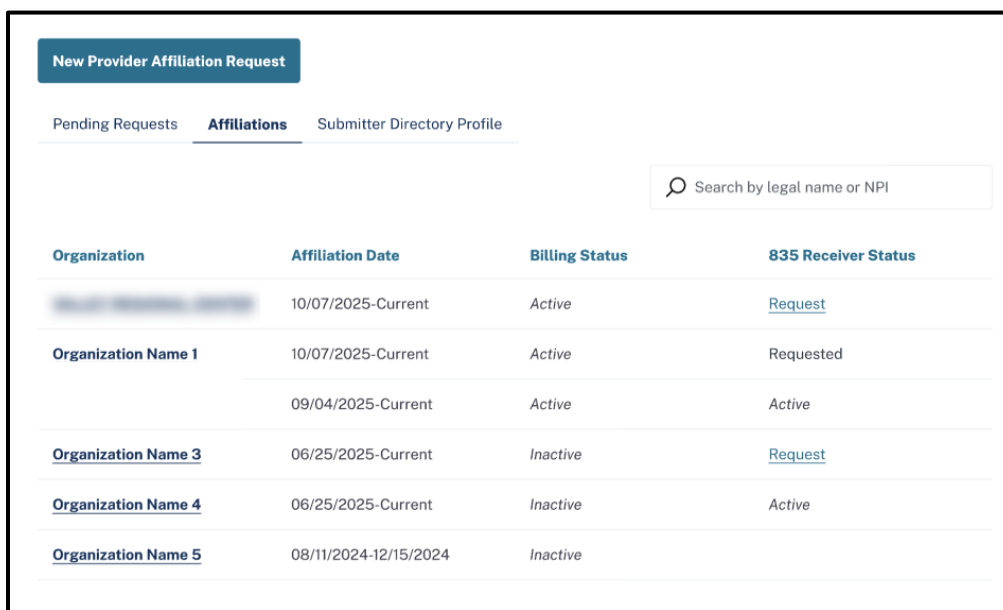 New Provider Affiliation Request
Pending Requests Affiliations Submitter Directory Profile
Search by legal name or NPI
Organization Affiliation Date Billing Status 835 Receiver Status
10/07/2025-Current Active Request
Organization Name 1 10/07/2025-Current Active Requested
09/04/2025-Current Active Active
Organization Name 3 06/25/2025-Current Inactive Request
Organization Name 4 06/25/2025-Current Inactive Active
Organization Name 5 08/11/2024-12/15/2024 Inactive